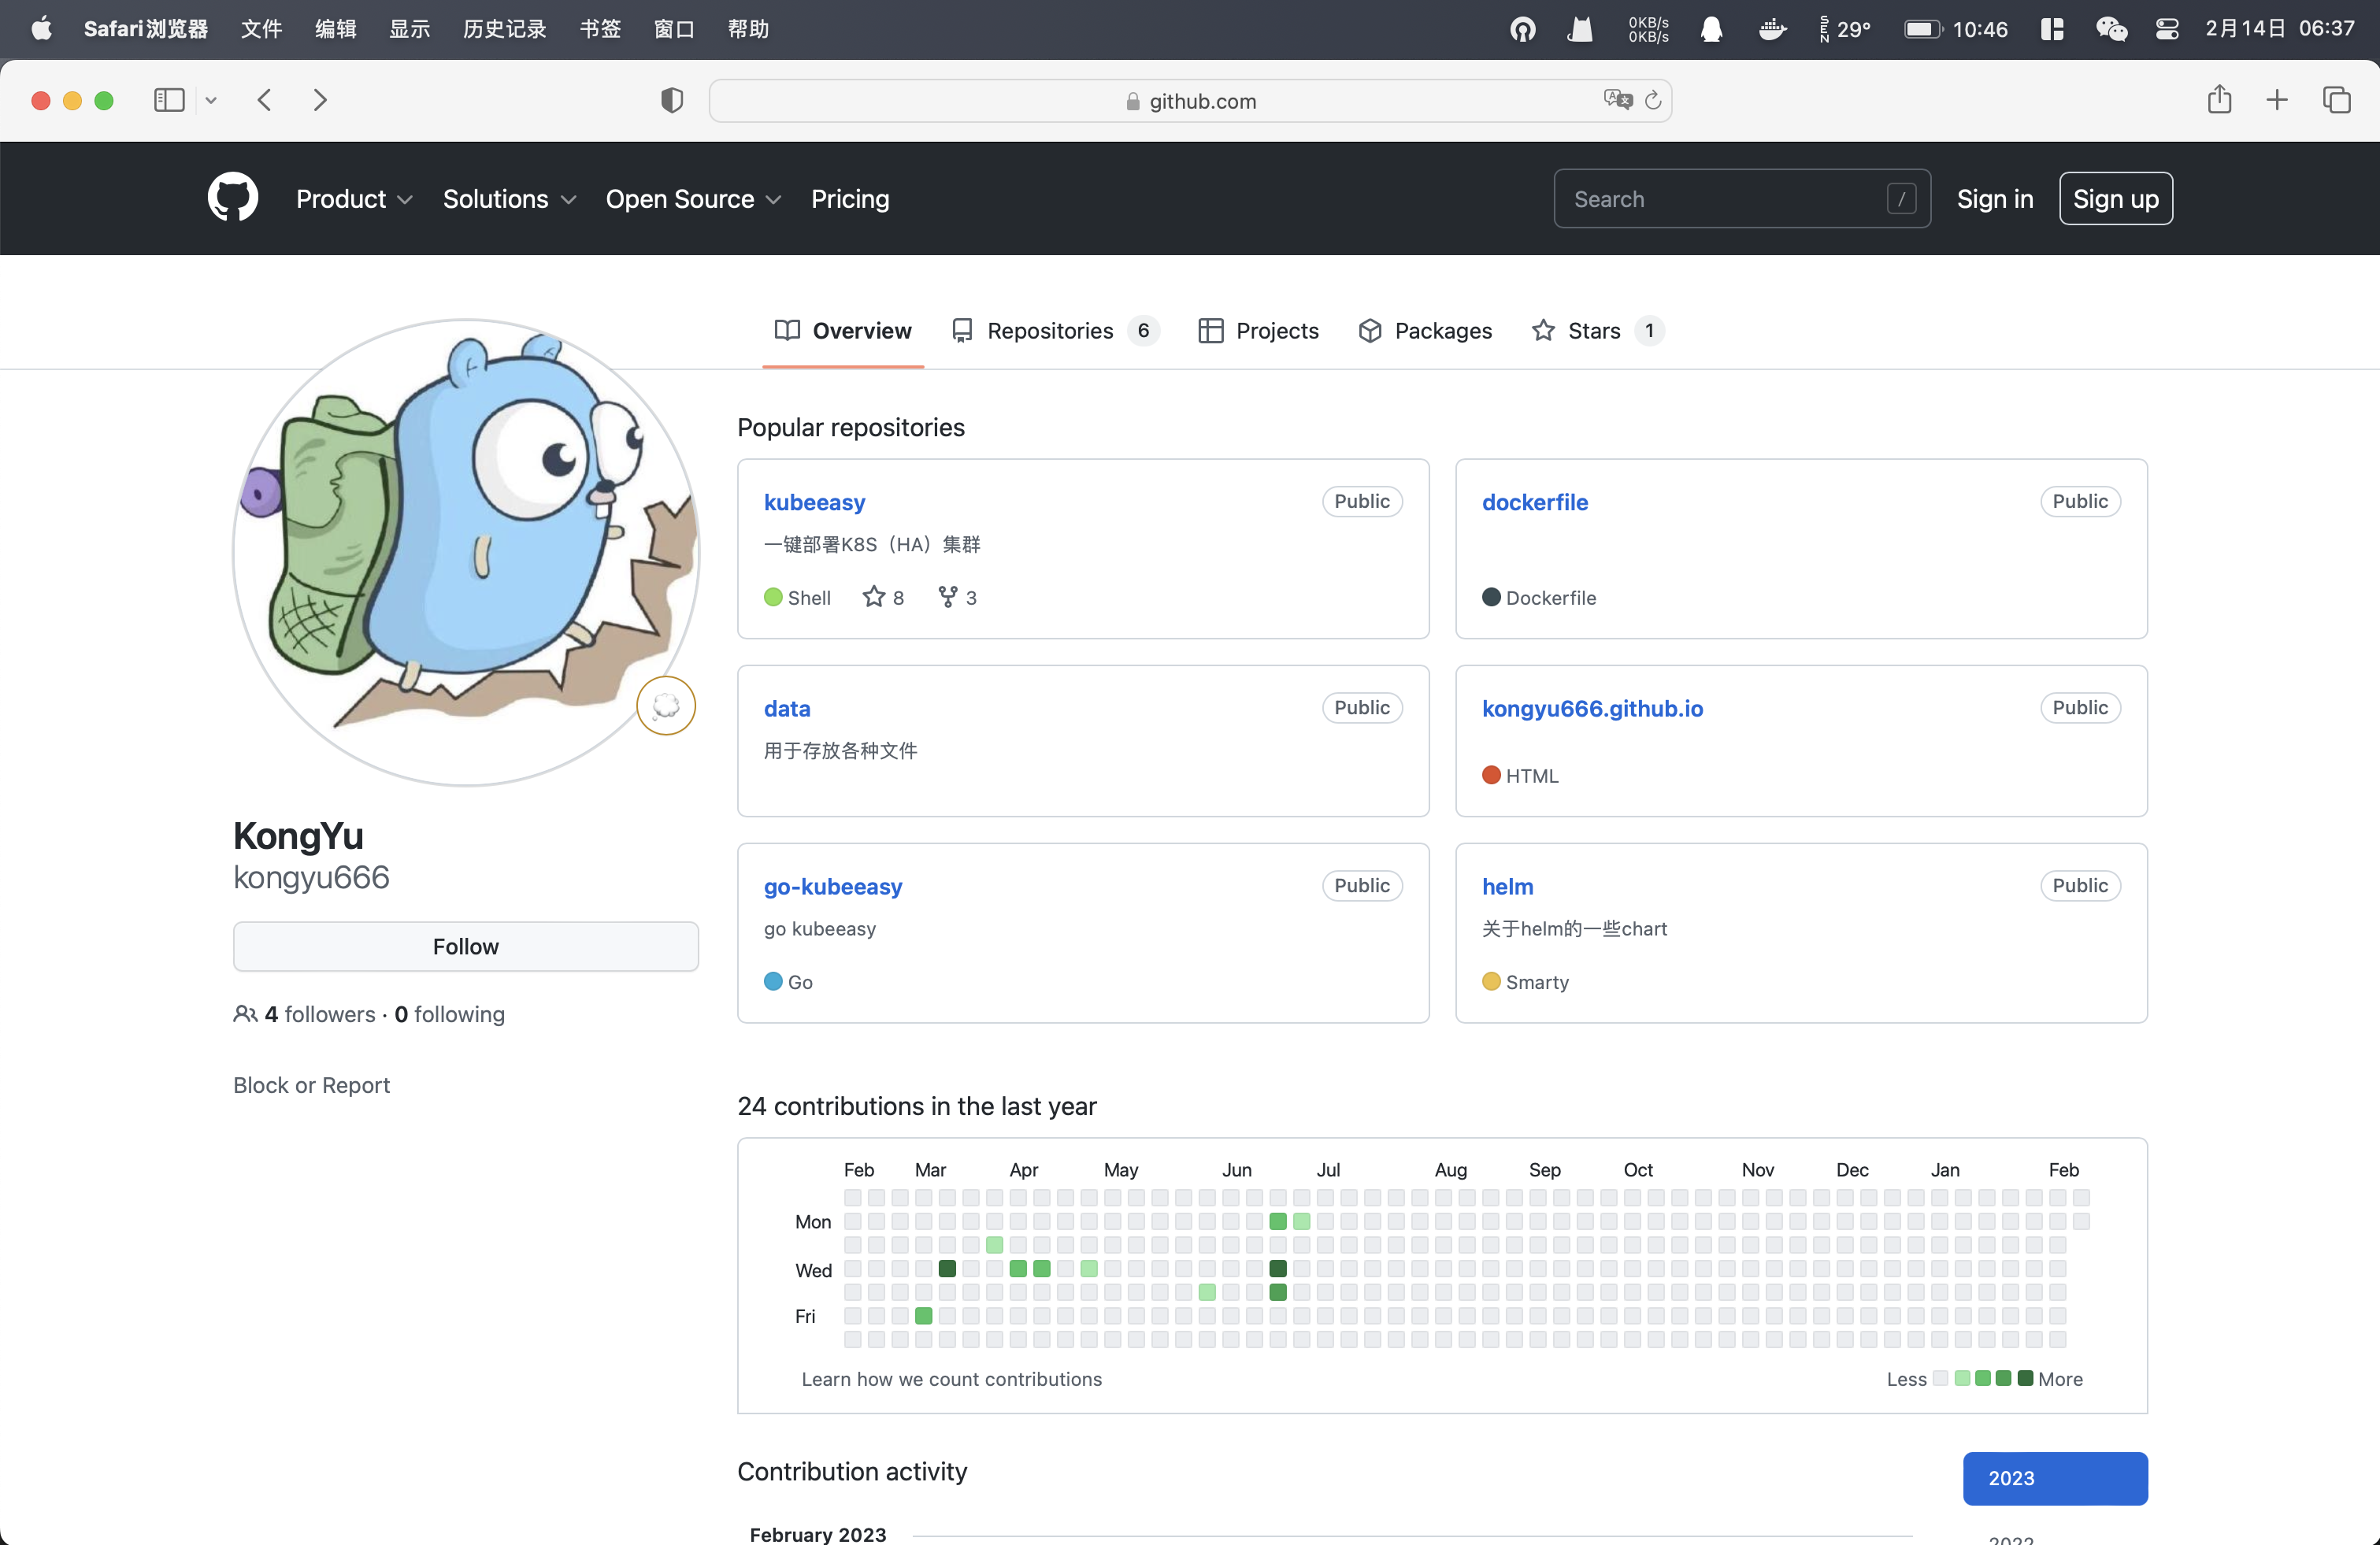 Safari浏览器 文件 编辑 显示 历史记录 书签 窗口 帮助
0KB/s
0KB/s
SEN 29° 10:46 2月14日 06:37
github.com
Product Solutions Open Source Pricing Search / Sign in Sign up
Overview Repositories 6 Projects Packages Stars 1
KongYu
kongyu666
Follow
4 followers · 0 following
Block or Report
Popular repositories
kubeeasy Public
一键部署K8S（HA）集群
Shell 8 3
dockerfile Public
Dockerfile
data Public
用于存放各种文件
kongyu666.github.io Public
HTML
go-kubeeasy Public
go kubeeasy
Go
helm Public
关于helm的一些chart
Smarty
24 contributions in the last year
Feb Mar Apr May Jun Jul Aug Sep Oct Nov Dec Jan Feb
Mon
Wed
Fri
Learn how we count contributions Less More
Contribution activity
2023
February 2023
2022